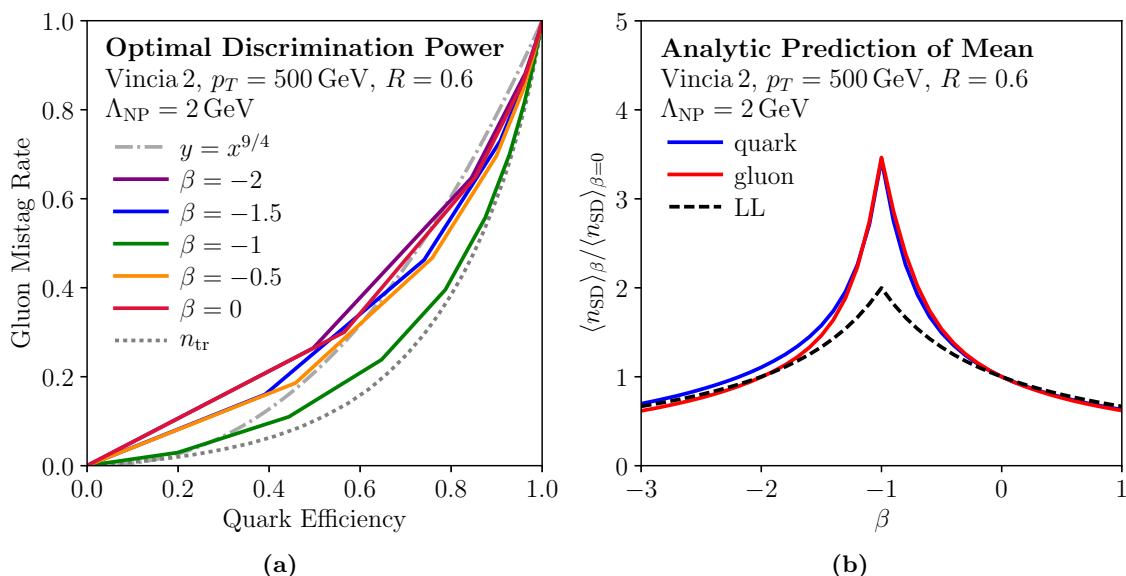 Optimal Discrimination Power
Vincia 2, p_T = 500 GeV, R = 0.6
Λ_NP = 2 GeV
y = x^{9/4}
β = −2
β = −1.5
β = −1
β = −0.5
β = 0
n_tr
Gluon Mistag Rate
1.0
0.8
0.6
0.4
0.2
0.0
0.0 0.2 0.4 0.6 0.8 1.0
Quark Efficiency
(a)
Analytic Prediction of Mean
Vincia 2, p_T = 500 GeV, R = 0.6
Λ_NP = 2 GeV
quark
gluon
LL
⟨n_SD⟩_β/⟨n_SD⟩_{β=0}
5
4
3
2
1
0
−3 −2 −1 0 1
β
(b)